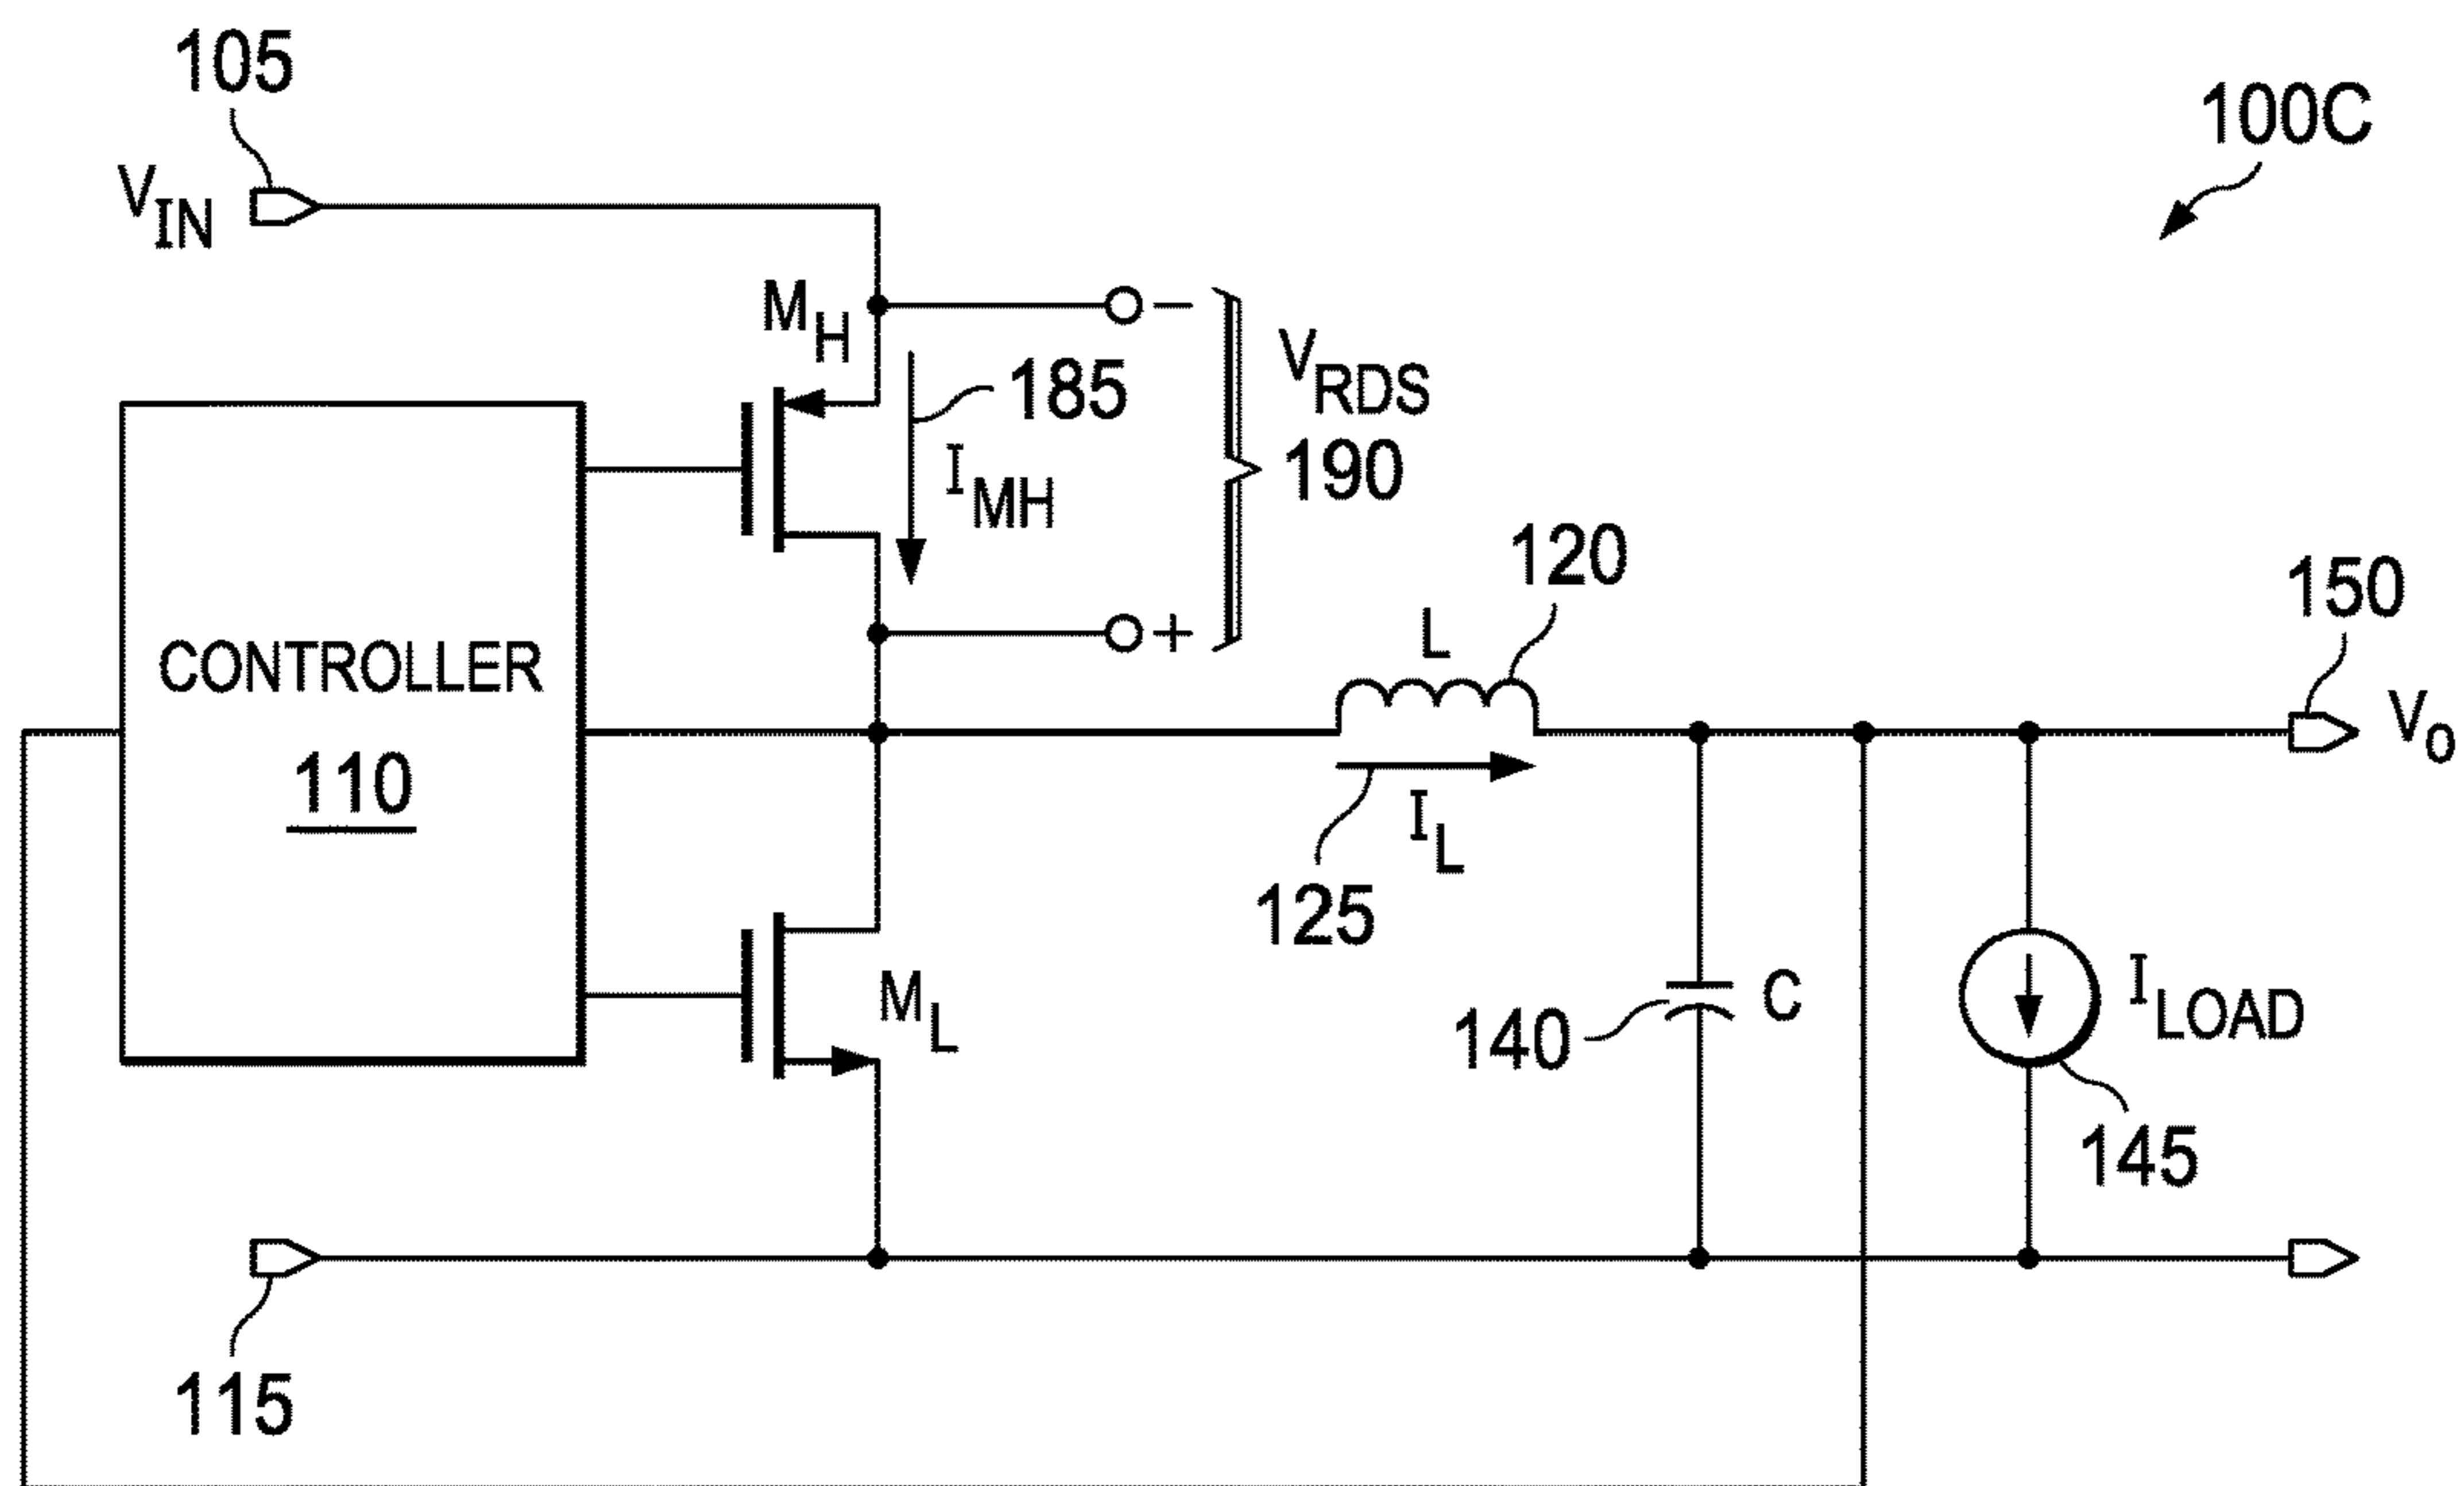 105
100C
V_IN
M_H
185
I_MH
−
V_RDS
190
+
120
L
150
V_O
CONTROLLER
110
I_L
125
M_L
C
140
I_LOAD
145
115